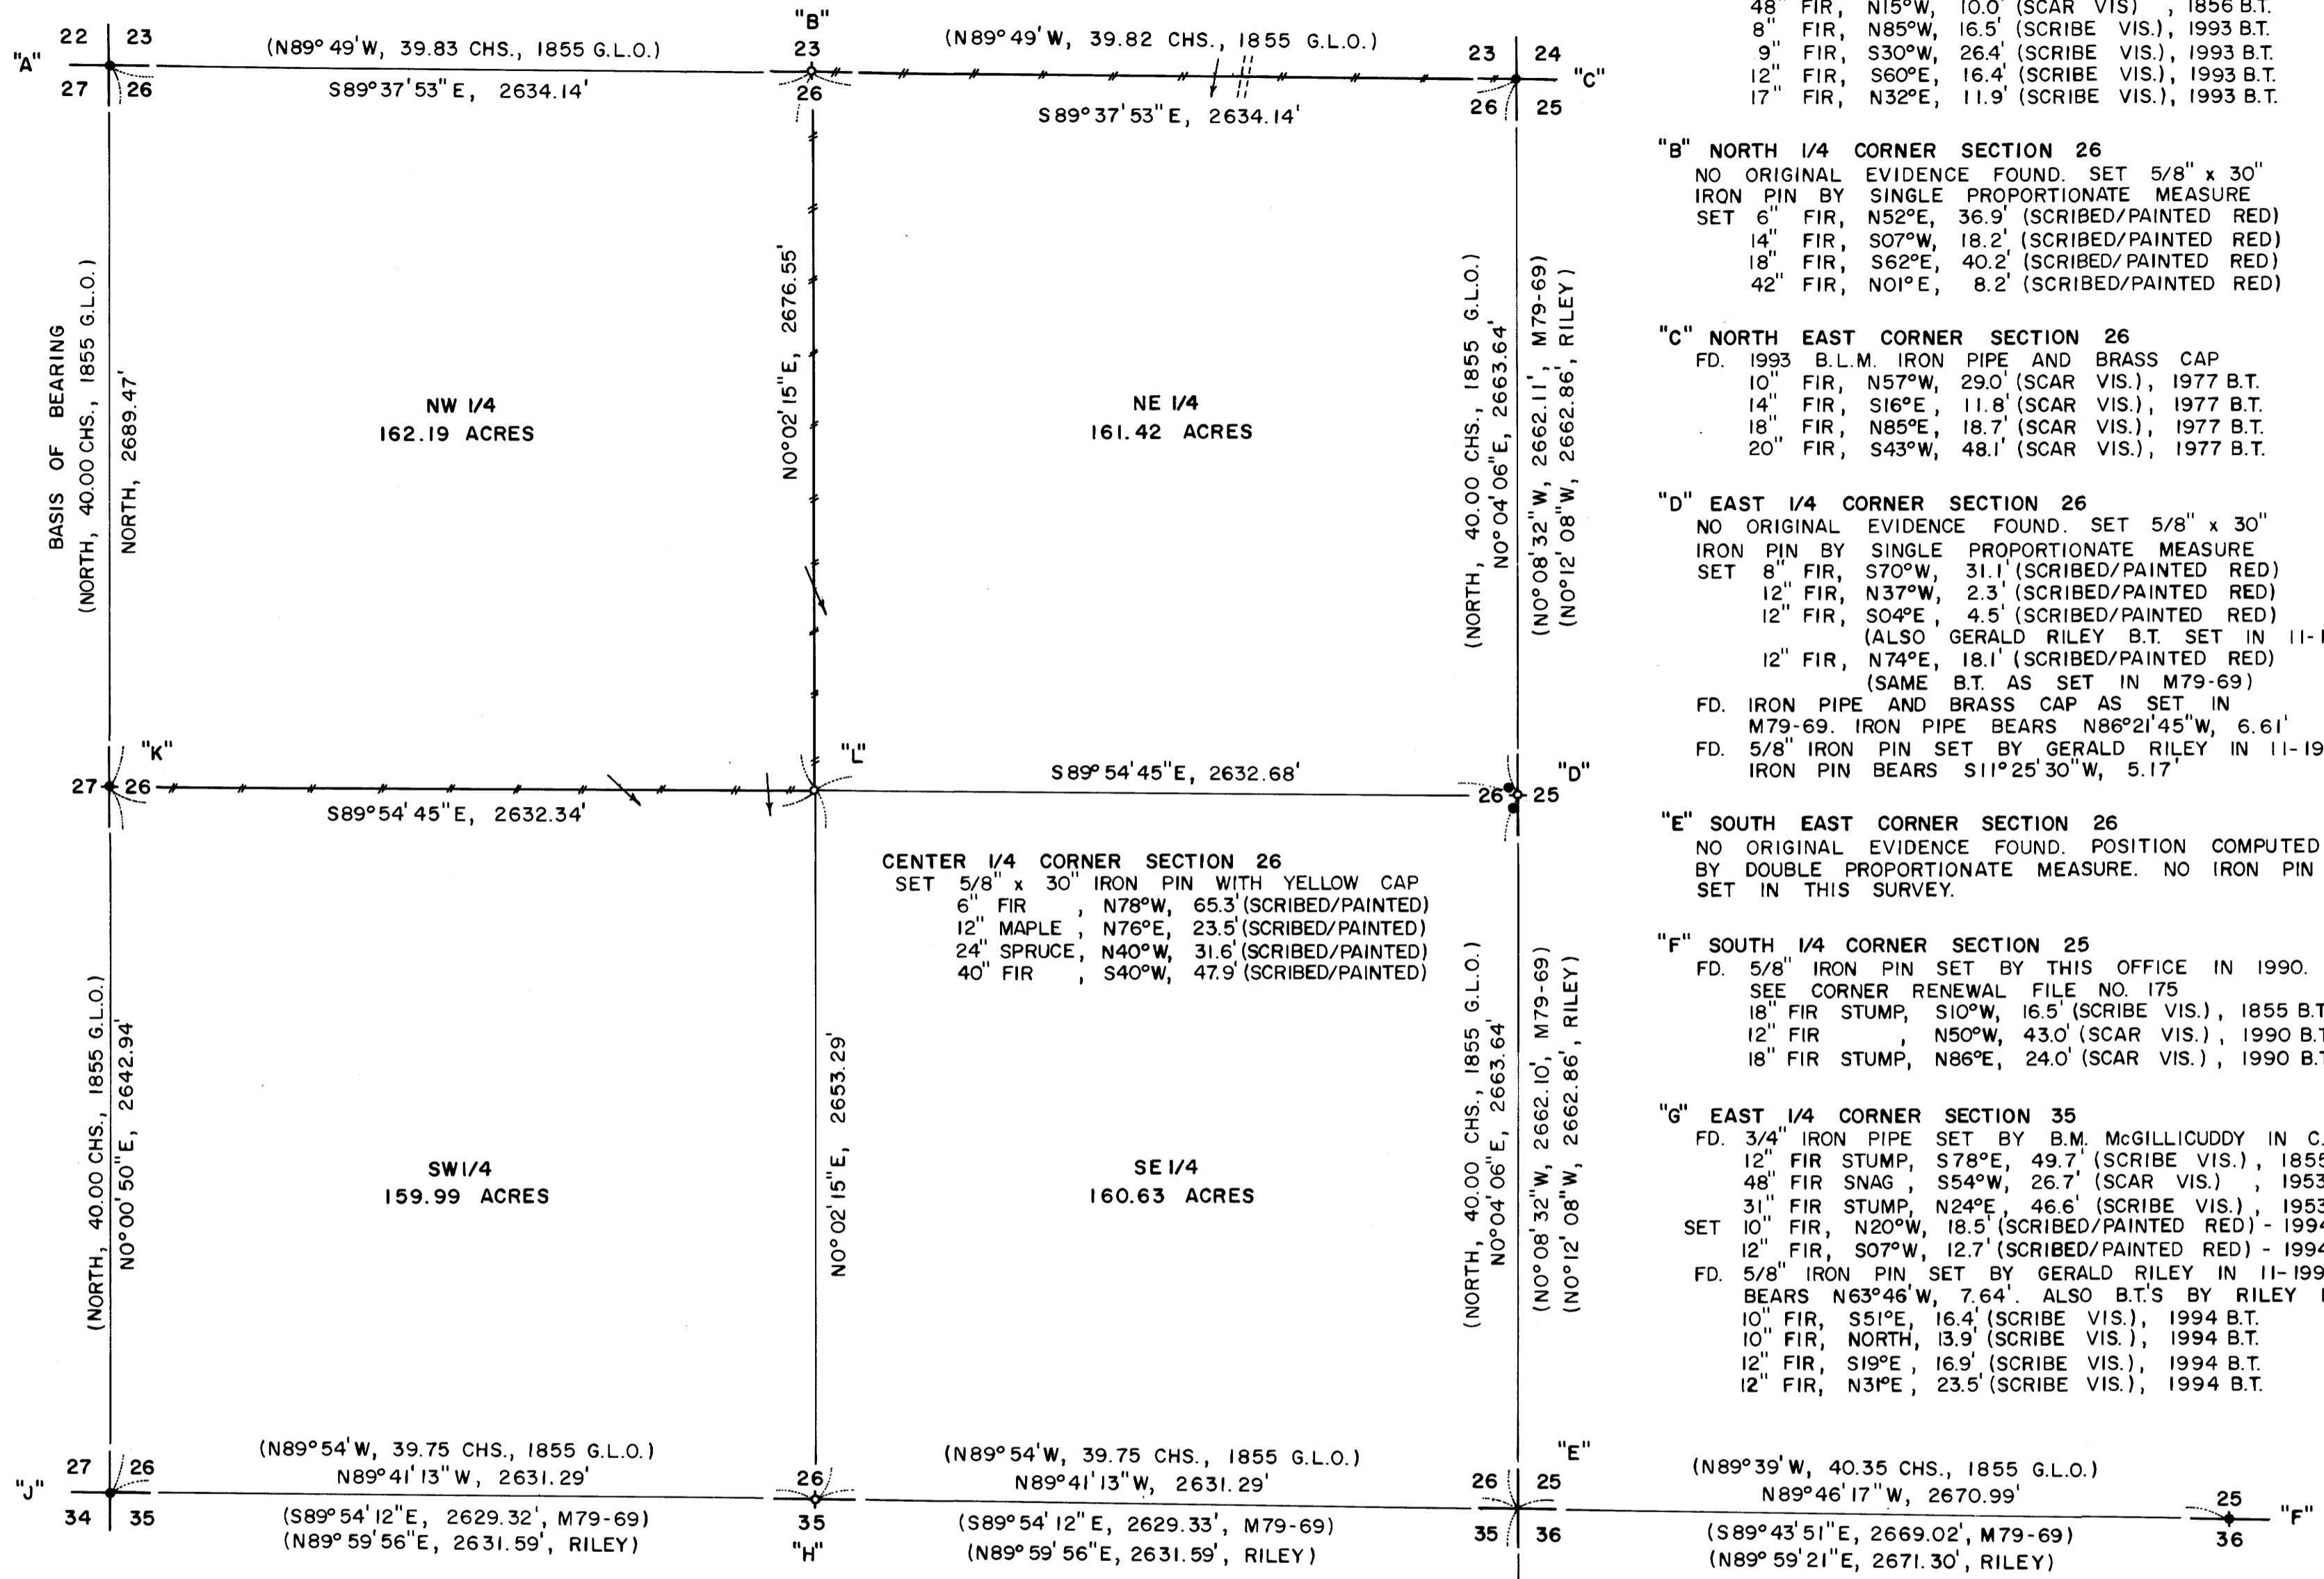 "B"
22 23
(N89°49'W, 39.83 CHS., 1855 G.L.O.)
23
(N89°49'W, 39.82 CHS., 1855 G.L.O.)
23 24
"A"
"C"
27 26
S89°37'53"E, 2634.14'
26
S89°37'53"E, 2634.14'
26 25
BASIS OF BEARING
(NORTH, 40.00 CHS., 1855 G.L.O.)
NORTH, 2689.47'
NW 1/4
162.19 ACRES
N0°02'15"E, 2676.55'
NE 1/4
161.42 ACRES
(NORTH, 40.00 CHS., 1855 G.L.O.)
N0°04'06"E, 2663.64'
(N0°08'32"W, 2662.11', M79-69)
(N0°12'08"W, 2662.86', RILEY)
"K"
27 26
S89°54'45"E, 2632.34'
"L"
S89°54'45"E, 2632.68'
"D"
26 25
CENTER 1/4 CORNER SECTION 26
SET 5/8" x 30" IRON PIN WITH YELLOW CAP
6" FIR , N78°W, 65.3' (SCRIBED/PAINTED)
12" MAPLE , N76°E, 23.5' (SCRIBED/PAINTED)
24" SPRUCE, N40°W, 31.6' (SCRIBED/PAINTED)
40" FIR , S40°W, 47.9' (SCRIBED/PAINTED)
(NORTH, 40.00 CHS., 1855 G.L.O.)
N0°00'50"E, 2642.94'
SW 1/4
159.99 ACRES
N0°02'15"E, 2653.29'
SE 1/4
160.63 ACRES
(NORTH, 40.00 CHS., 1855 G.L.O.)
N0°04'06"E, 2663.64'
(N0°08'32"W, 2662.10', M79-69)
(N0°12'08"W, 2662.86', RILEY)
27 26
"J"
34 35
(N89°54'W, 39.75 CHS., 1855 G.L.O.)
N89°41'13"W, 2631.29'
(S89°54'12"E, 2629.32', M79-69)
(N89°59'56"E, 2631.59', RILEY)
26
35
"H"
(N89°54'W, 39.75 CHS., 1855 G.L.O.)
N89°41'13"W, 2631.29'
(S89°54'12"E, 2629.33', M79-69)
(N89°59'56"E, 2631.59', RILEY)
"E"
26 25
35 36
(N89°39'W, 40.35 CHS., 1855 G.L.O.)
N89°46'17"W, 2670.99'
(S89°43'51"E, 2669.02', M79-69)
(N89°59'21"E, 2671.30', RILEY)
25
"F"
36
48" FIR, N15°W, 10.0' (SCAR VIS) , 1856 B.T.
8" FIR, N85°W, 16.5' (SCRIBE VIS.), 1993 B.T.
9" FIR, S30°W, 26.4' (SCRIBE VIS.), 1993 B.T.
12" FIR, S60°E, 16.4' (SCRIBE VIS.), 1993 B.T.
17" FIR, N32°E, 11.9' (SCRIBE VIS.), 1993 B.T.
"B" NORTH 1/4 CORNER SECTION 26
NO ORIGINAL EVIDENCE FOUND. SET 5/8" x 30"
IRON PIN BY SINGLE PROPORTIONATE MEASURE
SET 6" FIR, N52°E, 36.9' (SCRIBED/PAINTED RED)
14" FIR, S07°W, 18.2' (SCRIBED/PAINTED RED)
18" FIR, S62°E, 40.2' (SCRIBED/PAINTED RED)
42" FIR, N01°E, 8.2' (SCRIBED/PAINTED RED)
"C" NORTH EAST CORNER SECTION 26
FD. 1993 B.L.M. IRON PIPE AND BRASS CAP
10" FIR, N57°W, 29.0' (SCAR VIS.), 1977 B.T.
14" FIR, S16°E, 11.8' (SCAR VIS.), 1977 B.T.
18" FIR, N85°E, 18.7' (SCAR VIS.), 1977 B.T.
20" FIR, S43°W, 48.1' (SCAR VIS.), 1977 B.T.
"D" EAST 1/4 CORNER SECTION 26
NO ORIGINAL EVIDENCE FOUND. SET 5/8" x 30"
IRON PIN BY SINGLE PROPORTIONATE MEASURE
SET 8" FIR, S70°W, 31.1' (SCRIBED/PAINTED RED)
12" FIR, N37°W, 2.3' (SCRIBED/PAINTED RED)
12" FIR, S04°E, 4.5' (SCRIBED/PAINTED RED)
(ALSO GERALD RILEY B.T. SET IN 11-1
12" FIR, N74°E, 18.1' (SCRIBED/PAINTED RED)
(SAME B.T. AS SET IN M79-69)
FD. IRON PIPE AND BRASS CAP AS SET IN
M79-69. IRON PIPE BEARS N86°21'45"W, 6.61'
FD. 5/8" IRON PIN SET BY GERALD RILEY IN 11-19
IRON PIN BEARS S11°25'30"W, 5.17'
"E" SOUTH EAST CORNER SECTION 26
NO ORIGINAL EVIDENCE FOUND. POSITION COMPUTED
BY DOUBLE PROPORTIONATE MEASURE. NO IRON PIN
SET IN THIS SURVEY.
"F" SOUTH 1/4 CORNER SECTION 25
FD. 5/8" IRON PIN SET BY THIS OFFICE IN 1990.
SEE CORNER RENEWAL FILE NO. 175
18" FIR STUMP, S10°W, 16.5' (SCRIBE VIS.), 1855 B.T
12" FIR , N50°W, 43.0' (SCAR VIS.), 1990 B.T
18" FIR STUMP, N86°E, 24.0' (SCAR VIS.), 1990 B.T
"G" EAST 1/4 CORNER SECTION 35
FD. 3/4" IRON PIPE SET BY B.M. McGILLICUDDY IN C.
12" FIR STUMP, S78°E, 49.7' (SCRIBE VIS.), 1855
48" FIR SNAG , S54°W, 26.7' (SCAR VIS.) , 1953
31" FIR STUMP, N24°E, 46.6' (SCRIBE VIS.), 1953
SET 10" FIR, N20°W, 18.5' (SCRIBED/PAINTED RED) - 1994
12" FIR, S07°W, 12.7' (SCRIBED/PAINTED RED) - 1994
FD. 5/8" IRON PIN SET BY GERALD RILEY IN 11-199
BEARS N63°46'W, 7.64'. ALSO B.T.'S BY RILEY
10" FIR, S51°E, 16.4' (SCRIBE VIS.), 1994 B.T.
10" FIR, NORTH, 13.9' (SCRIBE VIS.), 1994 B.T.
12" FIR, S19°E, 16.9' (SCRIBE VIS.), 1994 B.T.
12" FIR, N31°E, 23.5' (SCRIBE VIS.), 1994 B.T.